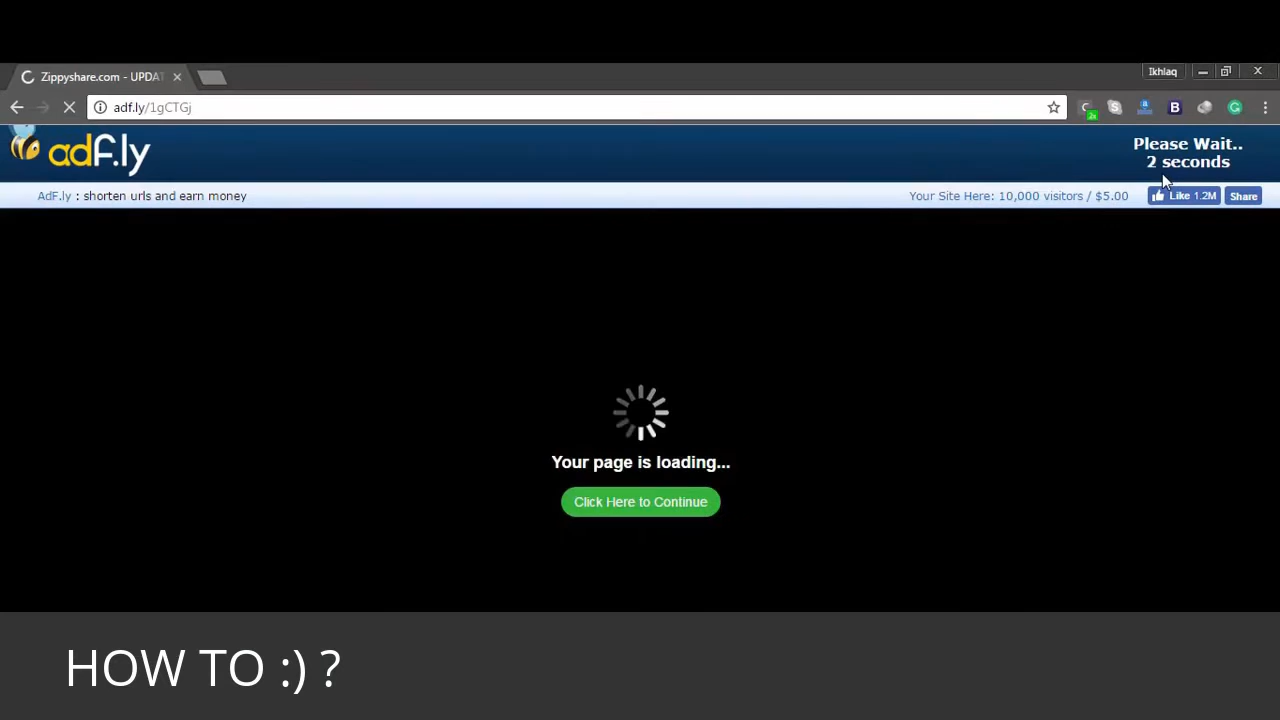 Zippyshare.com - UPDAT
Ikhlaq
adf.ly/1gCTGj
2x
B
adf.ly
Please Wait..
2 seconds
AdF.ly : shorten urls and earn money
Your Site Here: 10,000 visitors / $5.00
Like 1.2M
Share
Your page is loading...
Click Here to Continue
HOW TO :) ?